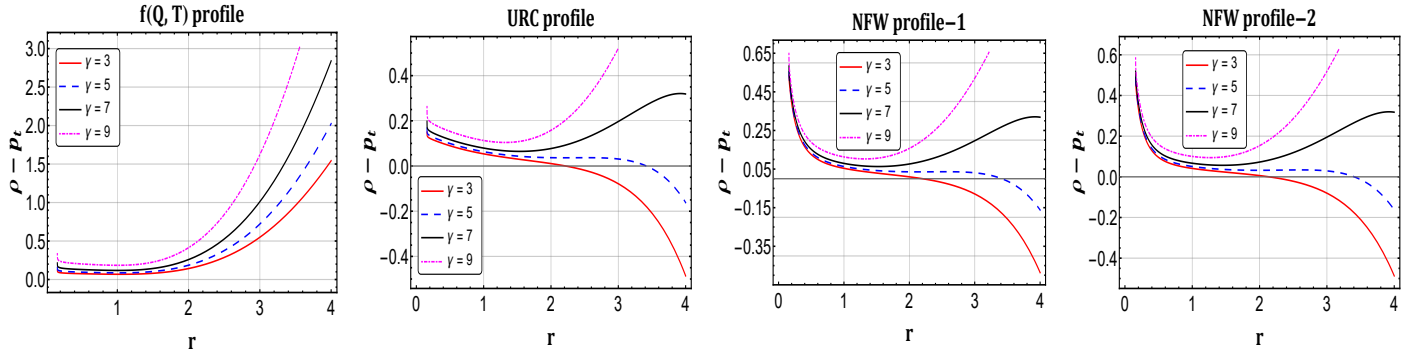 f(Q, T) profile
3.0
2.5
2.0
1.5
1.0
0.5
0.0
ρ − pₜ
γ = 3
γ = 5
γ = 7
γ = 9
1 2 3 4
r
URC profile
0.4
0.2
0.0
−0.2
−0.4
ρ − pₜ
γ = 3
γ = 5
γ = 7
γ = 9
0 1 2 3 4
r
NFW profile−1
0.65
0.45
0.25
0.05
−0.15
−0.35
ρ − pₜ
γ = 3
γ = 5
γ = 7
γ = 9
0 1 2 3 4
r
NFW profile−2
0.6
0.4
0.2
0.0
−0.2
−0.4
ρ − pₜ
γ = 3
γ = 5
γ = 7
γ = 9
0 1 2 3 4
r